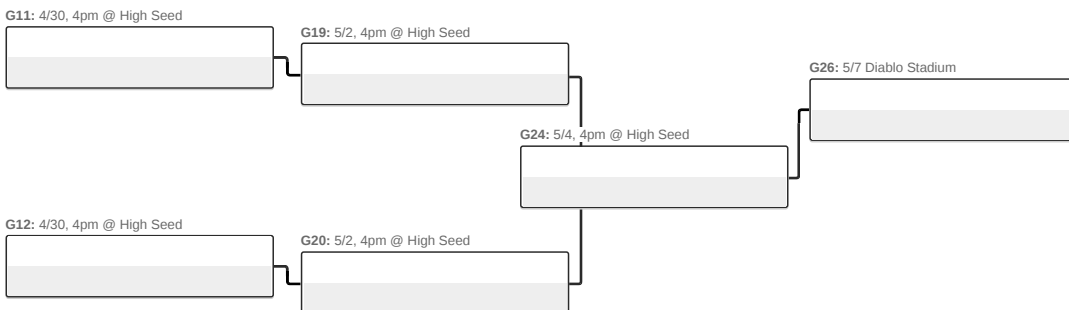 G11: 4/30, 4pm @ High Seed
G19: 5/2, 4pm @ High Seed
G26: 5/7 Diablo Stadium
G24: 5/4, 4pm @ High Seed
G12: 4/30, 4pm @ High Seed
G20: 5/2, 4pm @ High Seed